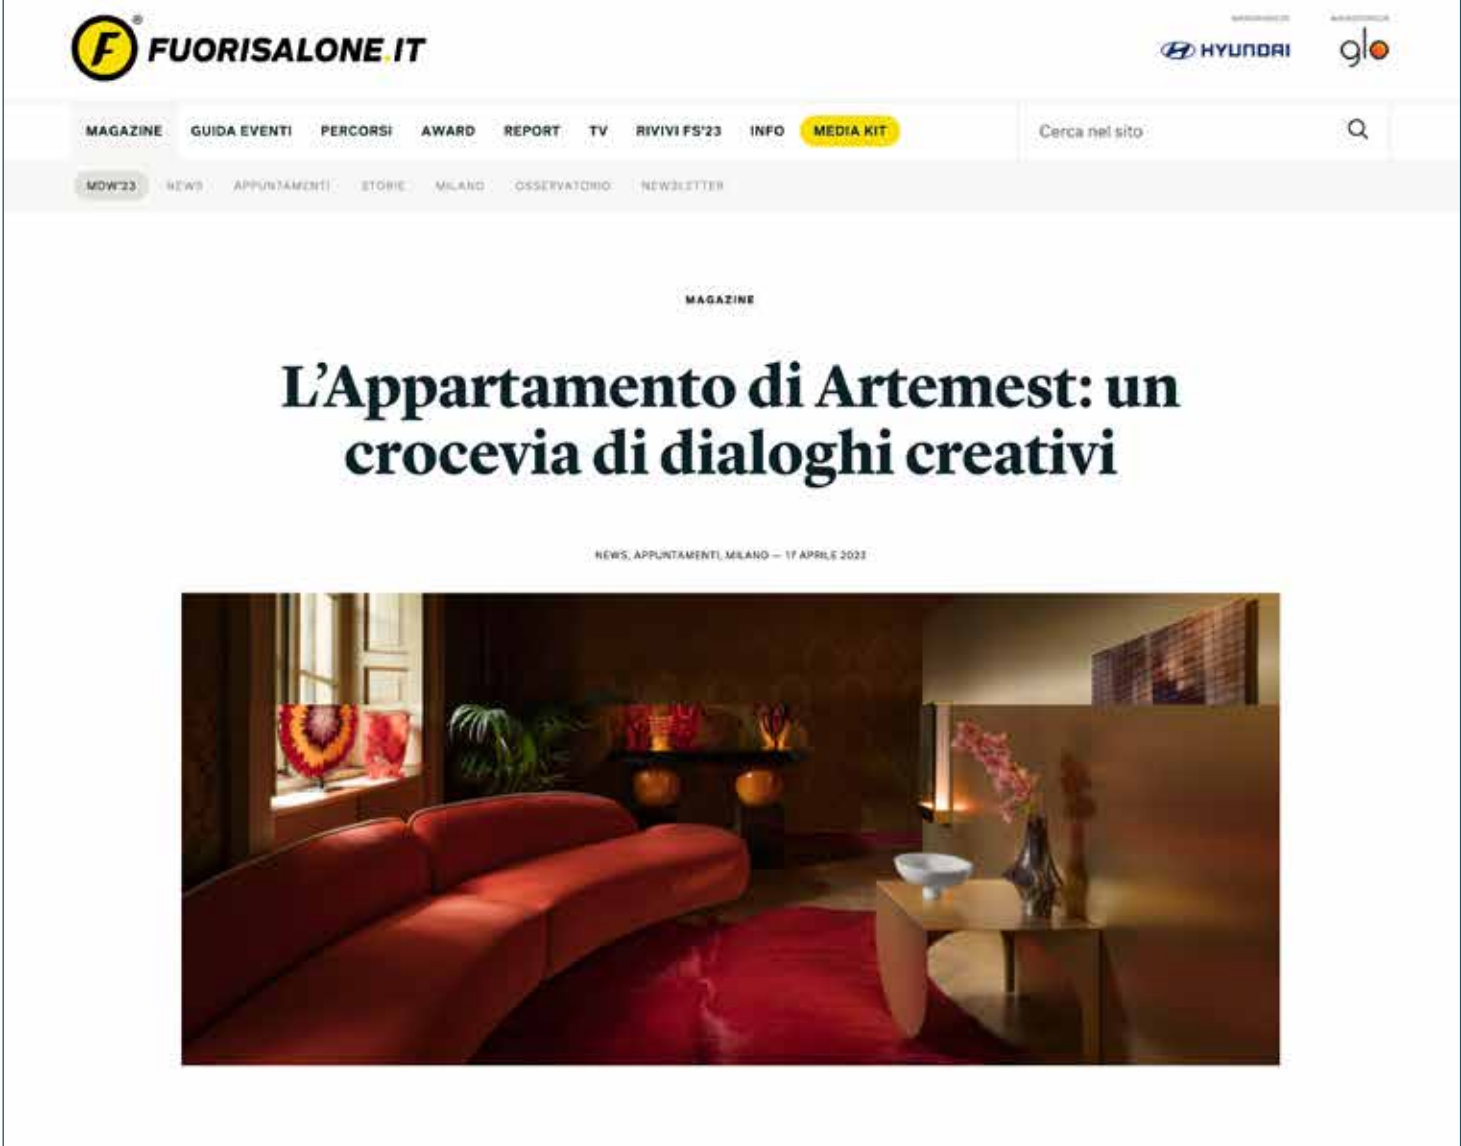 FUORISALONE.IT
HYUNDAI
glo
MAGAZINE GUIDA EVENTI PERCORSI AWARD REPORT TV RIVIVI FS'23 INFO MEDIA KIT Cerca nel sito
MDW'23 NEWS APPUNTAMENTI STORIE MILANO OSSERVATORIO NEWSLETTER
MAGAZINE
L'Appartamento di Artemest: un
crocevia di dialoghi creativi
NEWS, APPUNTAMENTI, MILANO — 17 APRILE 2023